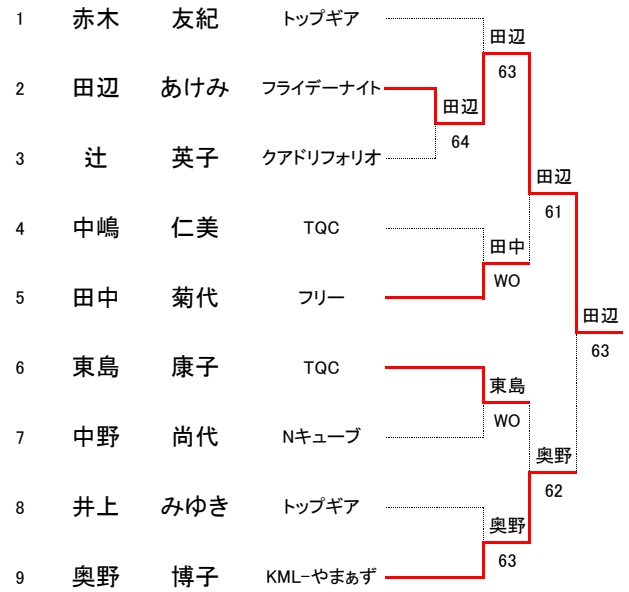 1 赤木 友紀 トップギア
田辺
63
2 田辺 あけみ フライデーナイト
田辺
64
3 辻 英子 クアドリフォリオ
田辺
61
4 中嶋 仁美 TQC
田中
WO
5 田中 菊代 フリー
田辺
63
6 東島 康子 TQC
東島
WO
7 中野 尚代 Nキューブ
奥野
62
8 井上 みゆき トップギア
奥野
63
9 奥野 博子 KML-やまぁず